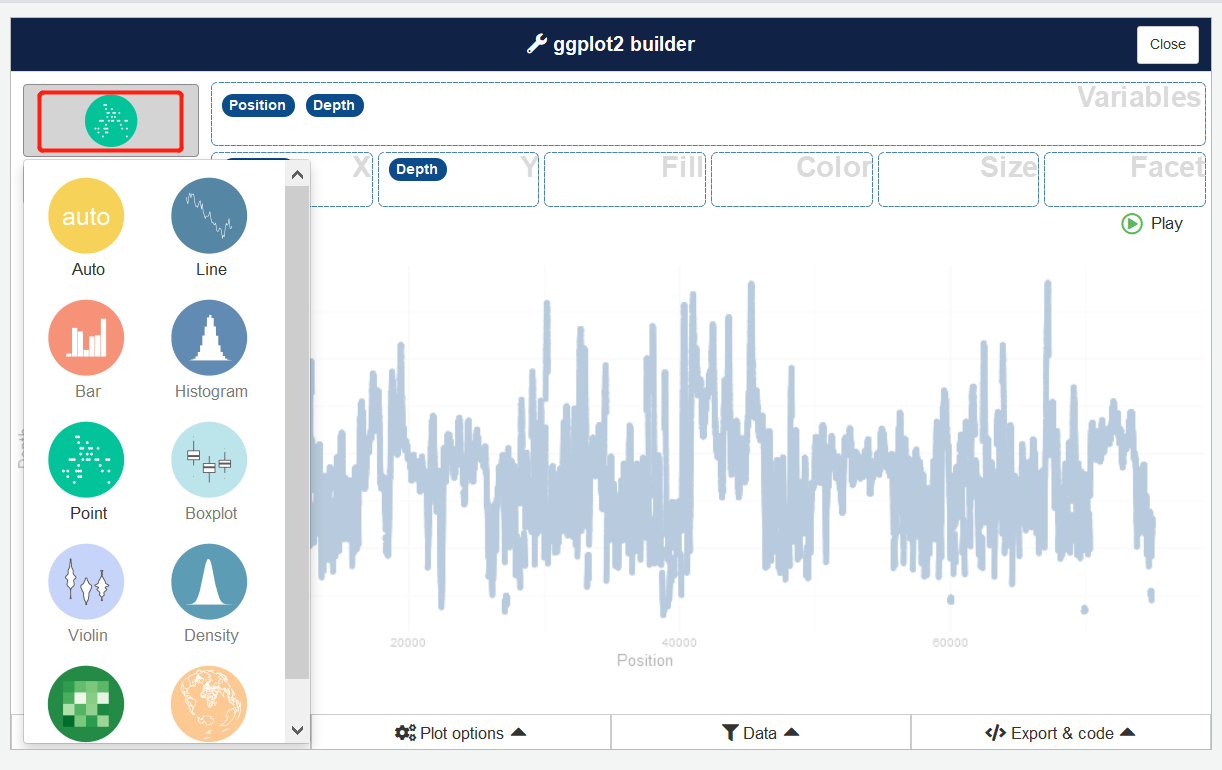 ggplot2 builder
Close
Variables
Position Depth
X
Depth Y
Fill
Color
Size
Facet
Play
auto
Auto Line
Bar Histogram
Point Boxplot
Violin Density
Depth
20000 40000 60000
Position
Plot options
Data
</> Export & code